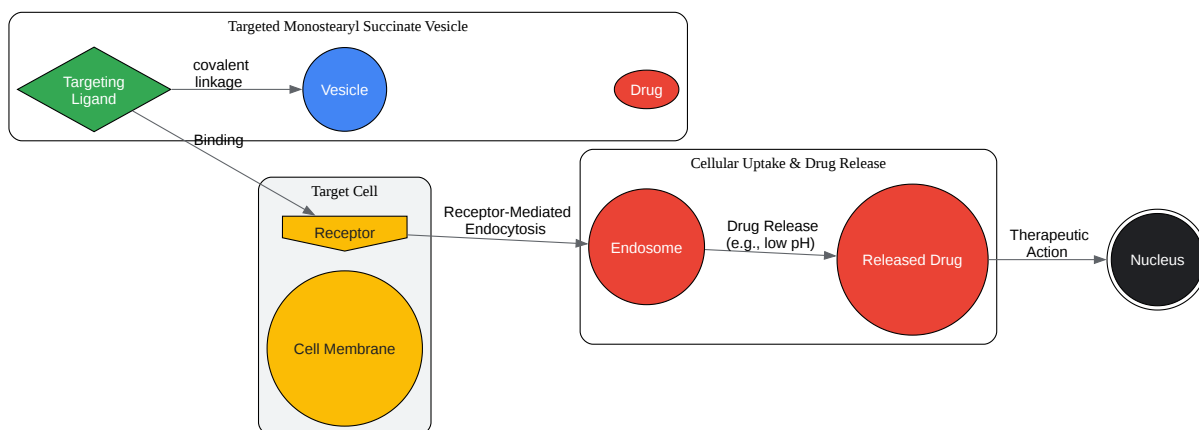 Targeted Monostearyl Succinate Vesicle
Targeting
Ligand
covalent
linkage
Vesicle
Drug
Binding
Target Cell
Receptor
Cell Membrane
Receptor-Mediated
Endocytosis
Cellular Uptake & Drug Release
Endosome
Drug Release
(e.g., low pH)
Released Drug
Therapeutic
Action
Nucleus